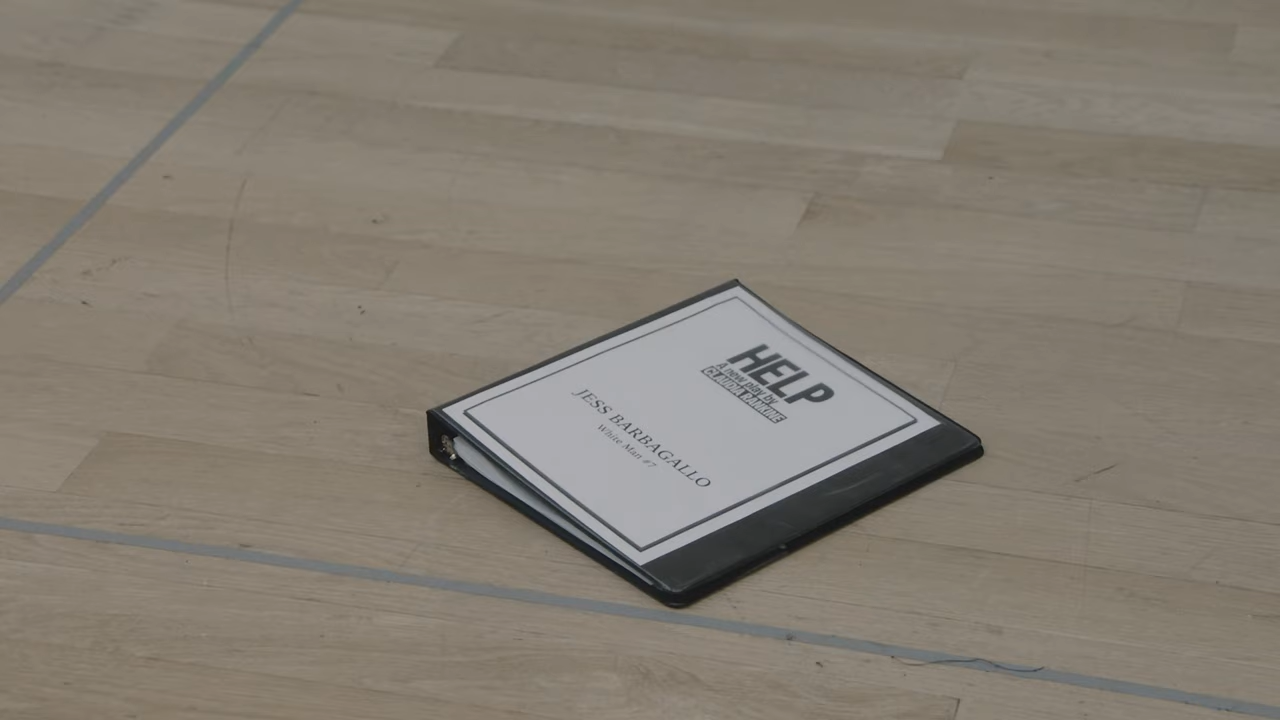 HELP
A new play by
CLAUDIA RANKINE
JESS BARBAGALLO
White Man #7